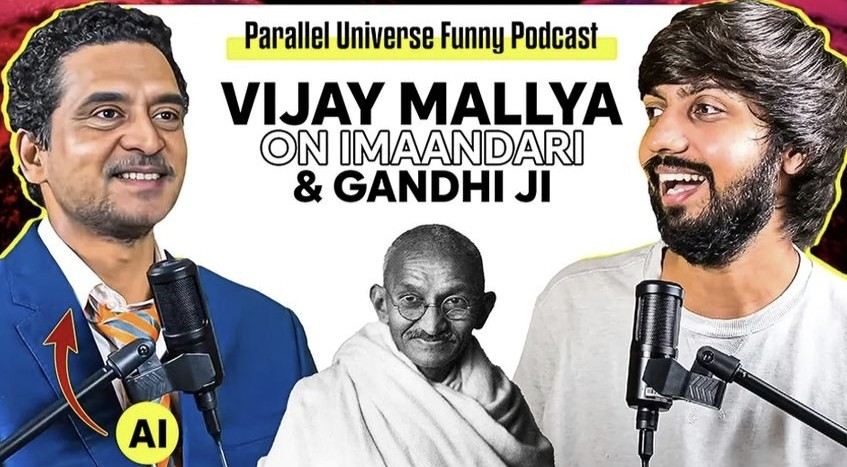 Parallel Universe Funny Podcast
VIJAY MALLYA
ON IMAANDARI
& GANDHI JI
AI